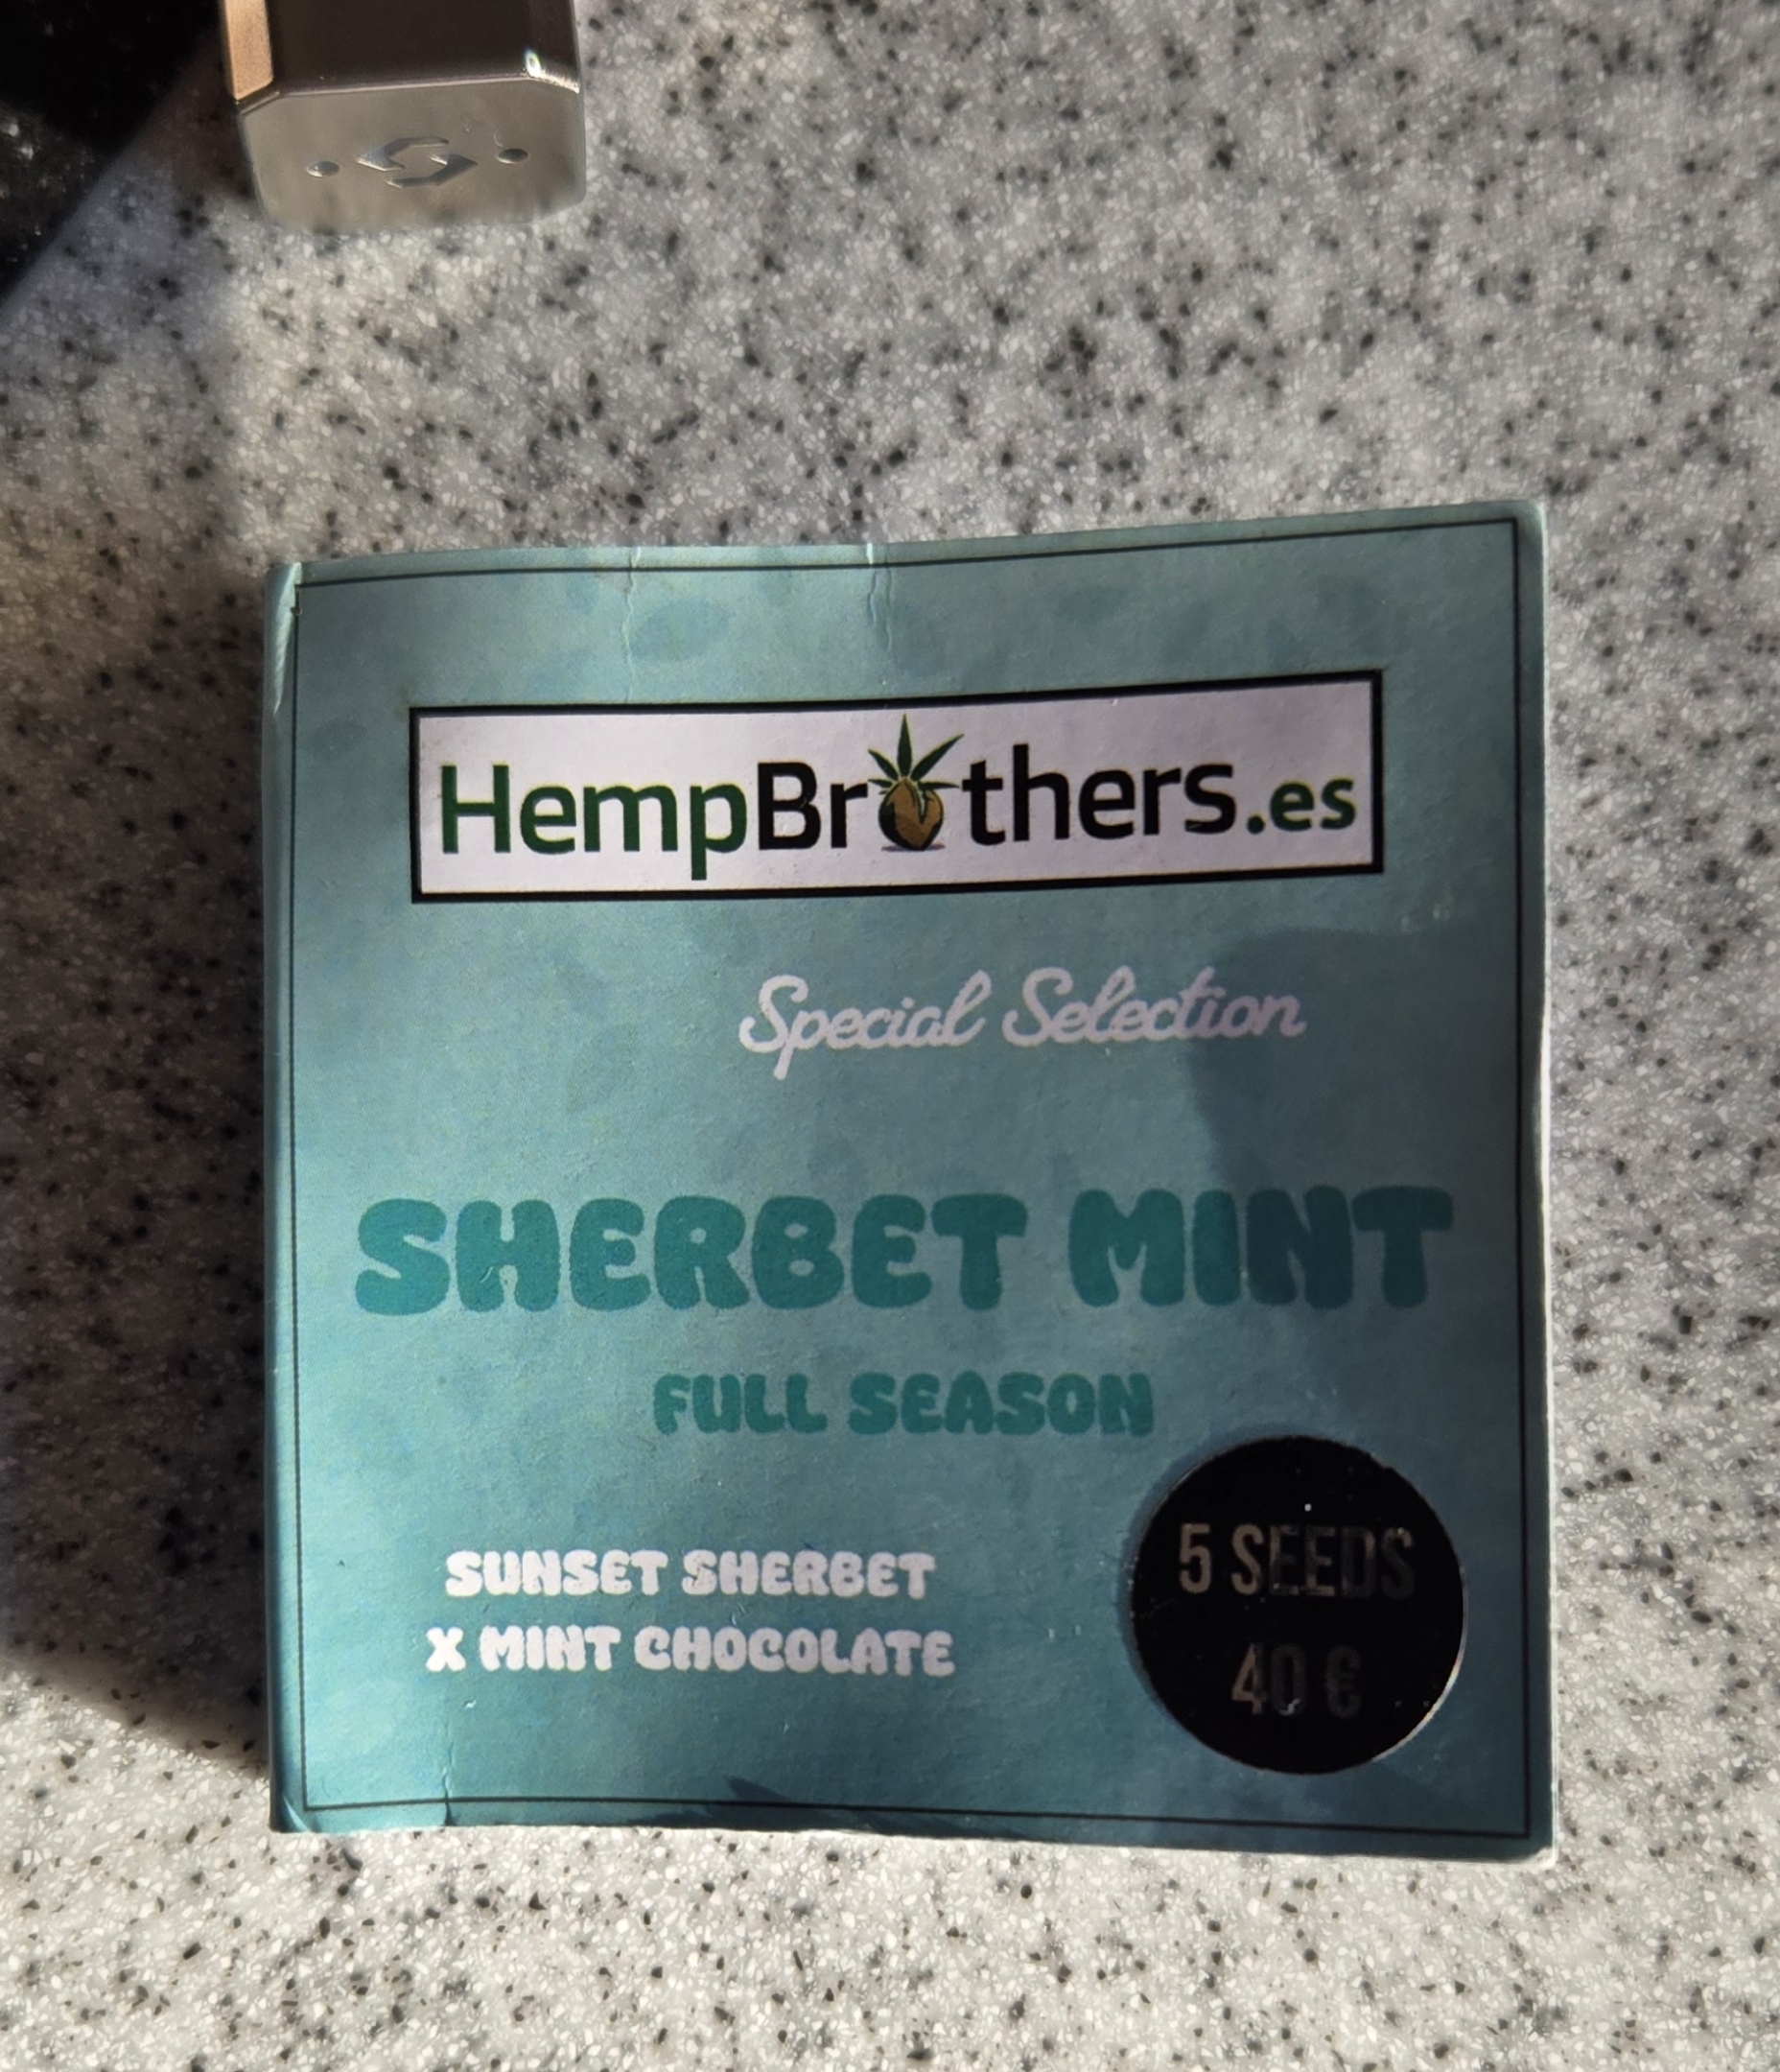 HempBrothers.es
Special Selection
SHERBET MINT
FULL SEASON
SUNSET SHERBET
X MINT CHOCOLATE
5 SEEDS
40 €